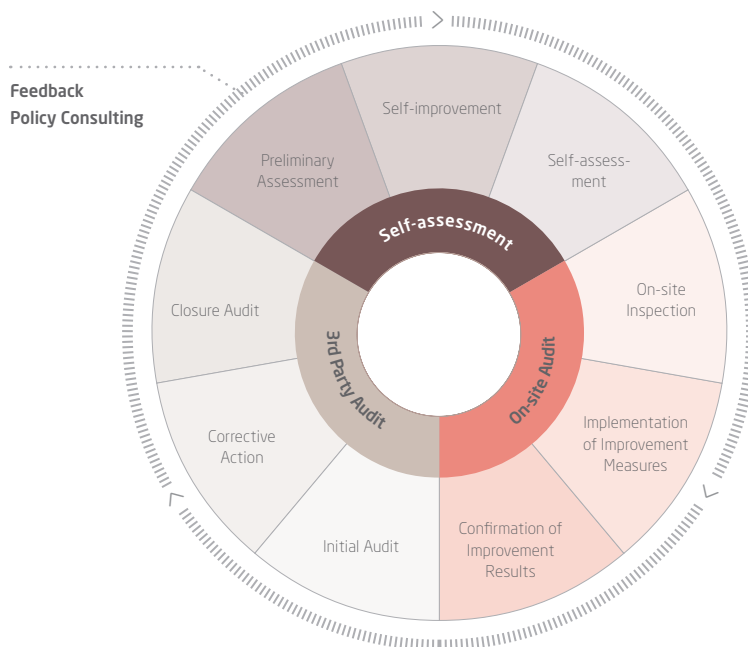 Feedback
Policy Consulting
Self-improvement
Preliminary
Assessment
Self-assess-
ment
Self-assessment
On-site
Inspection
Closure Audit
3rd Party Audit
On-site Audit
Implementation
of Improvement
Measures
Corrective
Action
Initial Audit
Confirmation of
Improvement
Results